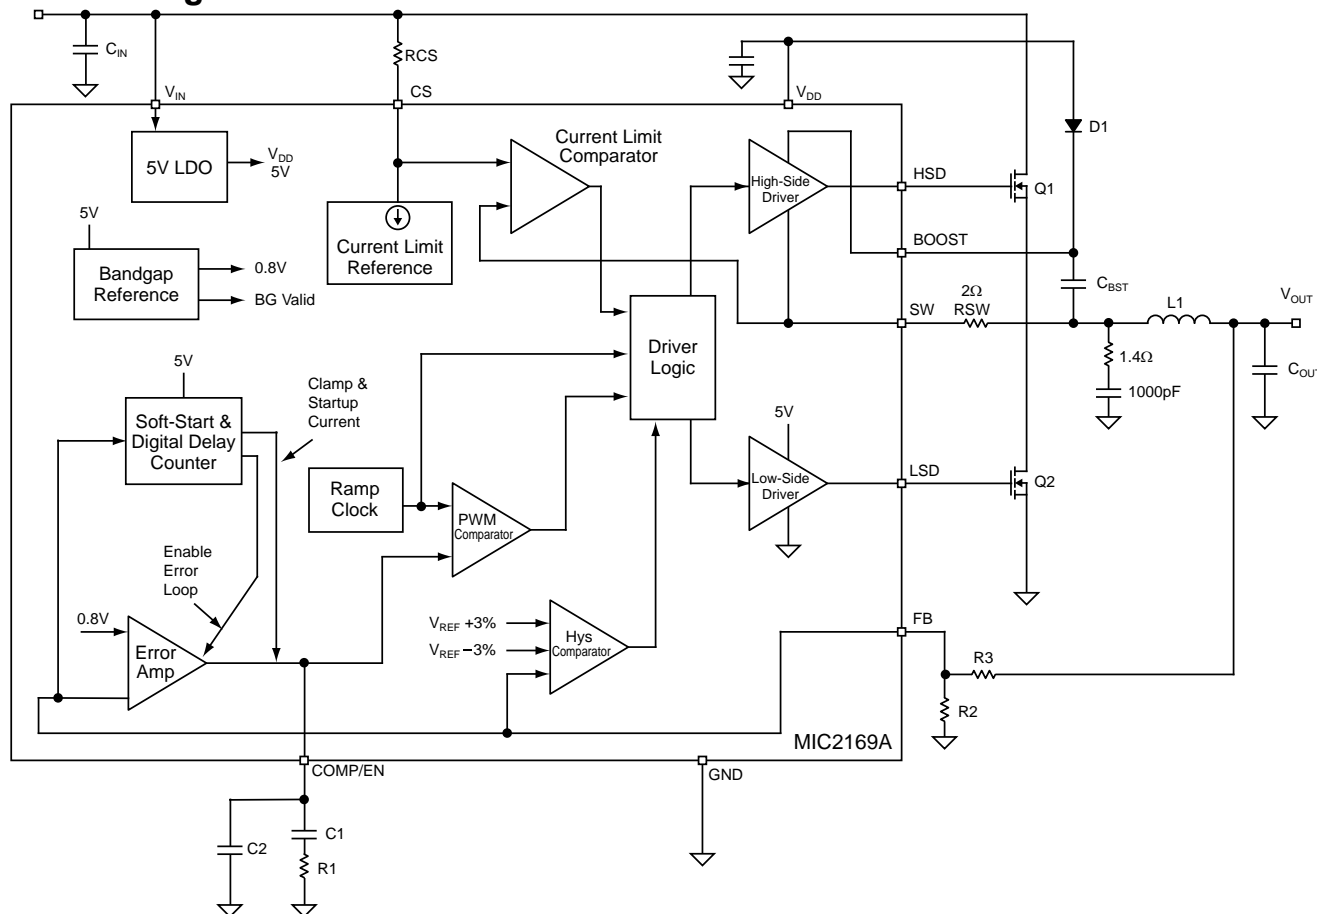 C_IN
RCS
V_IN
CS
V_DD
D1
5V LDO
V_DD
5V
Current Limit
Comparator
High-Side
Driver
HSD
Q1
5V
Current Limit
Reference
BOOST
Bandgap
Reference
0.8V
BG Valid
C_BST
2Ω
RSW
SW
L1
V_OUT
Driver
Logic
1.4Ω
1000pF
C_OUT
5V
Clamp &
Startup
Current
Soft-Start &
Digital Delay
Counter
5V
Low-Side
Driver
LSD
Q2
Ramp
Clock
PWM
Comparator
Enable
Error
Loop
0.8V
Error
Amp
V_REF +3%
V_REF −3%
Hys
Comparator
FB
R3
R2
MIC2169A
COMP/EN
GND
C2
C1
R1